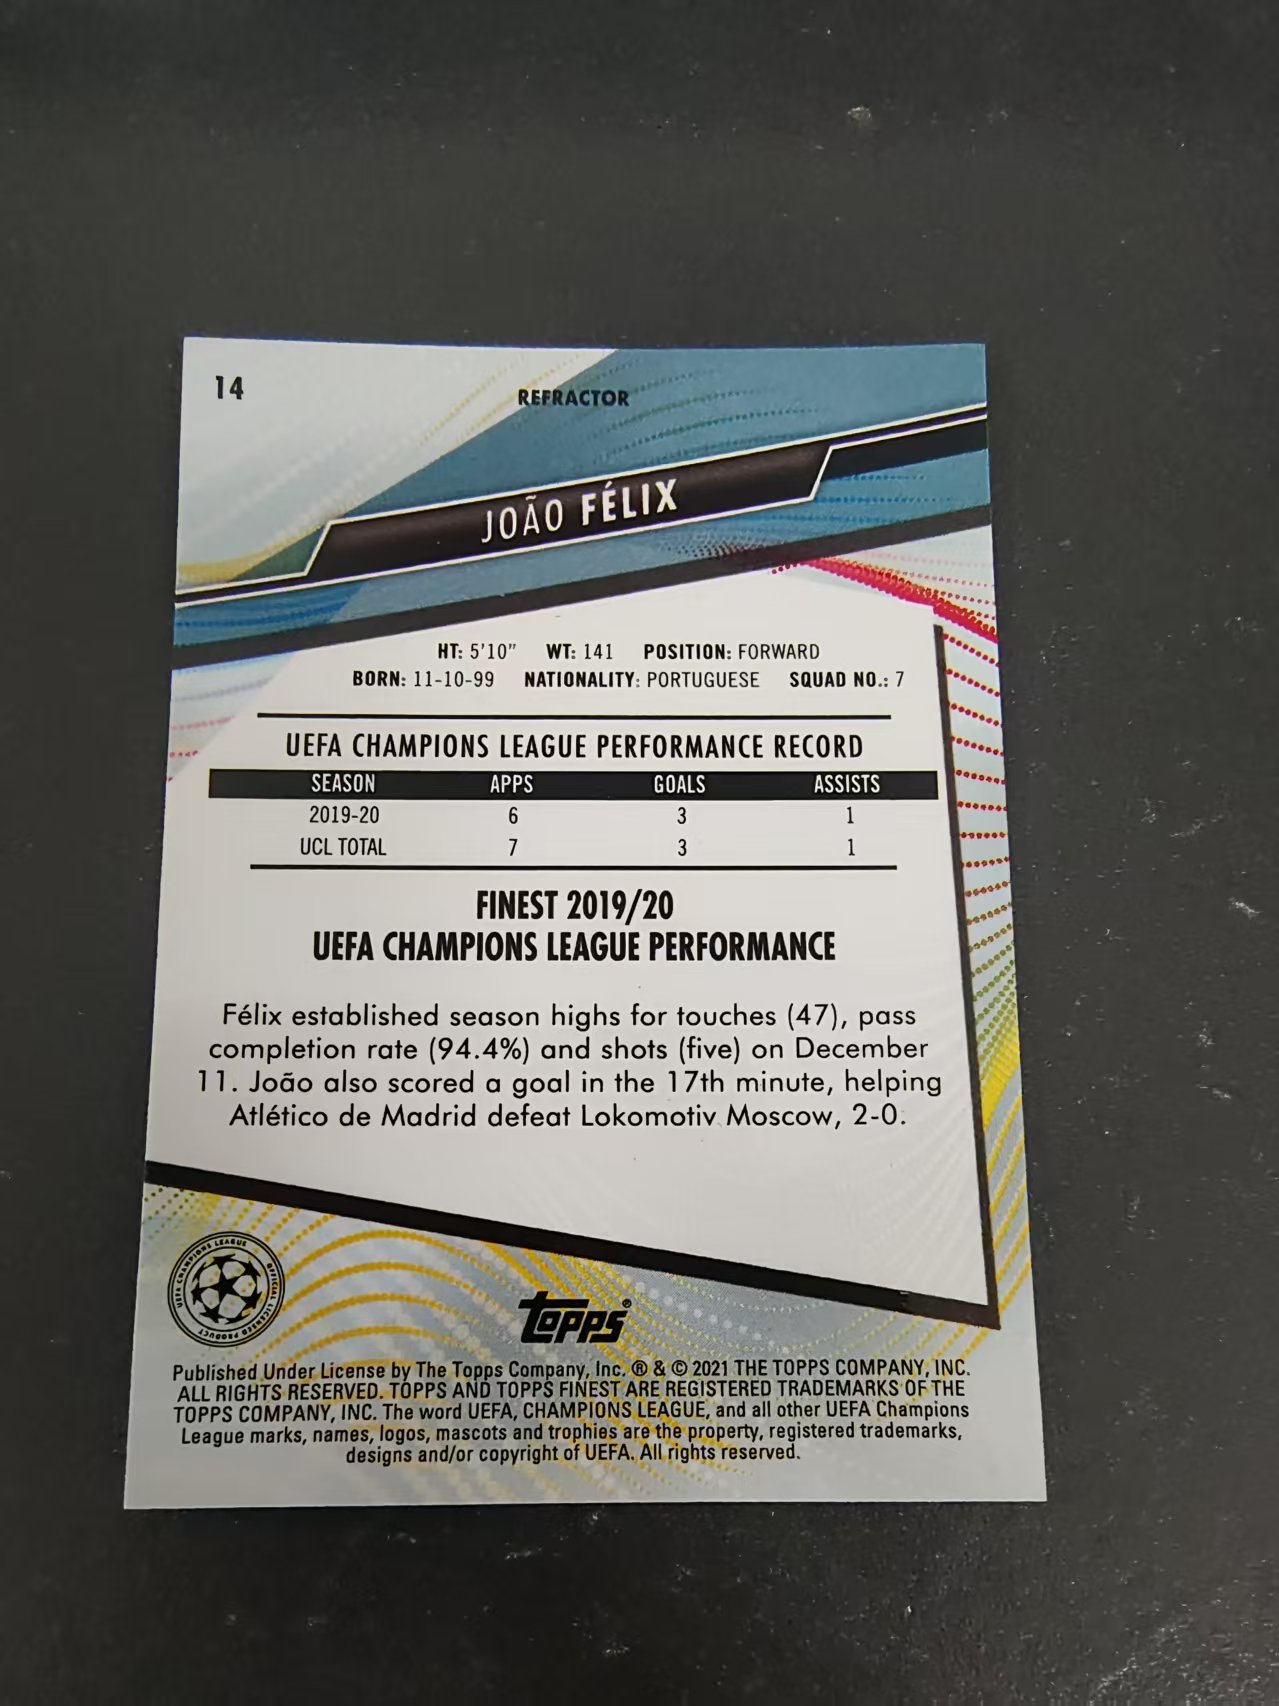 14
REFRACTOR
JOÃO FÉLIX
HT: 5'10" WT: 141 POSITION: FORWARD
BORN: 11-10-99 NATIONALITY: PORTUGUESE SQUAD NO.: 7
UEFA CHAMPIONS LEAGUE PERFORMANCE RECORD
SEASON APPS GOALS ASSISTS
2019-20 6 3 1
UCL TOTAL 7 3 1
FINEST 2019/20
UEFA CHAMPIONS LEAGUE PERFORMANCE
Félix established season highs for touches (47), pass
completion rate (94.4%) and shots (five) on December
11. João also scored a goal in the 17th minute, helping
Atlético de Madrid defeat Lokomotiv Moscow, 2-0.
UEFA CHAMPIONS LEAGUE OFFICIAL LICENSED PRODUCT
Topps®
Published Under License by The Topps Company, Inc. ® & © 2021 THE TOPPS COMPANY, INC.
ALL RIGHTS RESERVED. TOPPS AND TOPPS FINEST ARE REGISTERED TRADEMARKS OF THE
TOPPS COMPANY, INC. The word UEFA, CHAMPIONS LEAGUE, and all other UEFA Champions
League marks, names, logos, mascots and trophies are the property, registered trademarks,
designs and/or copyright of UEFA. All rights reserved.